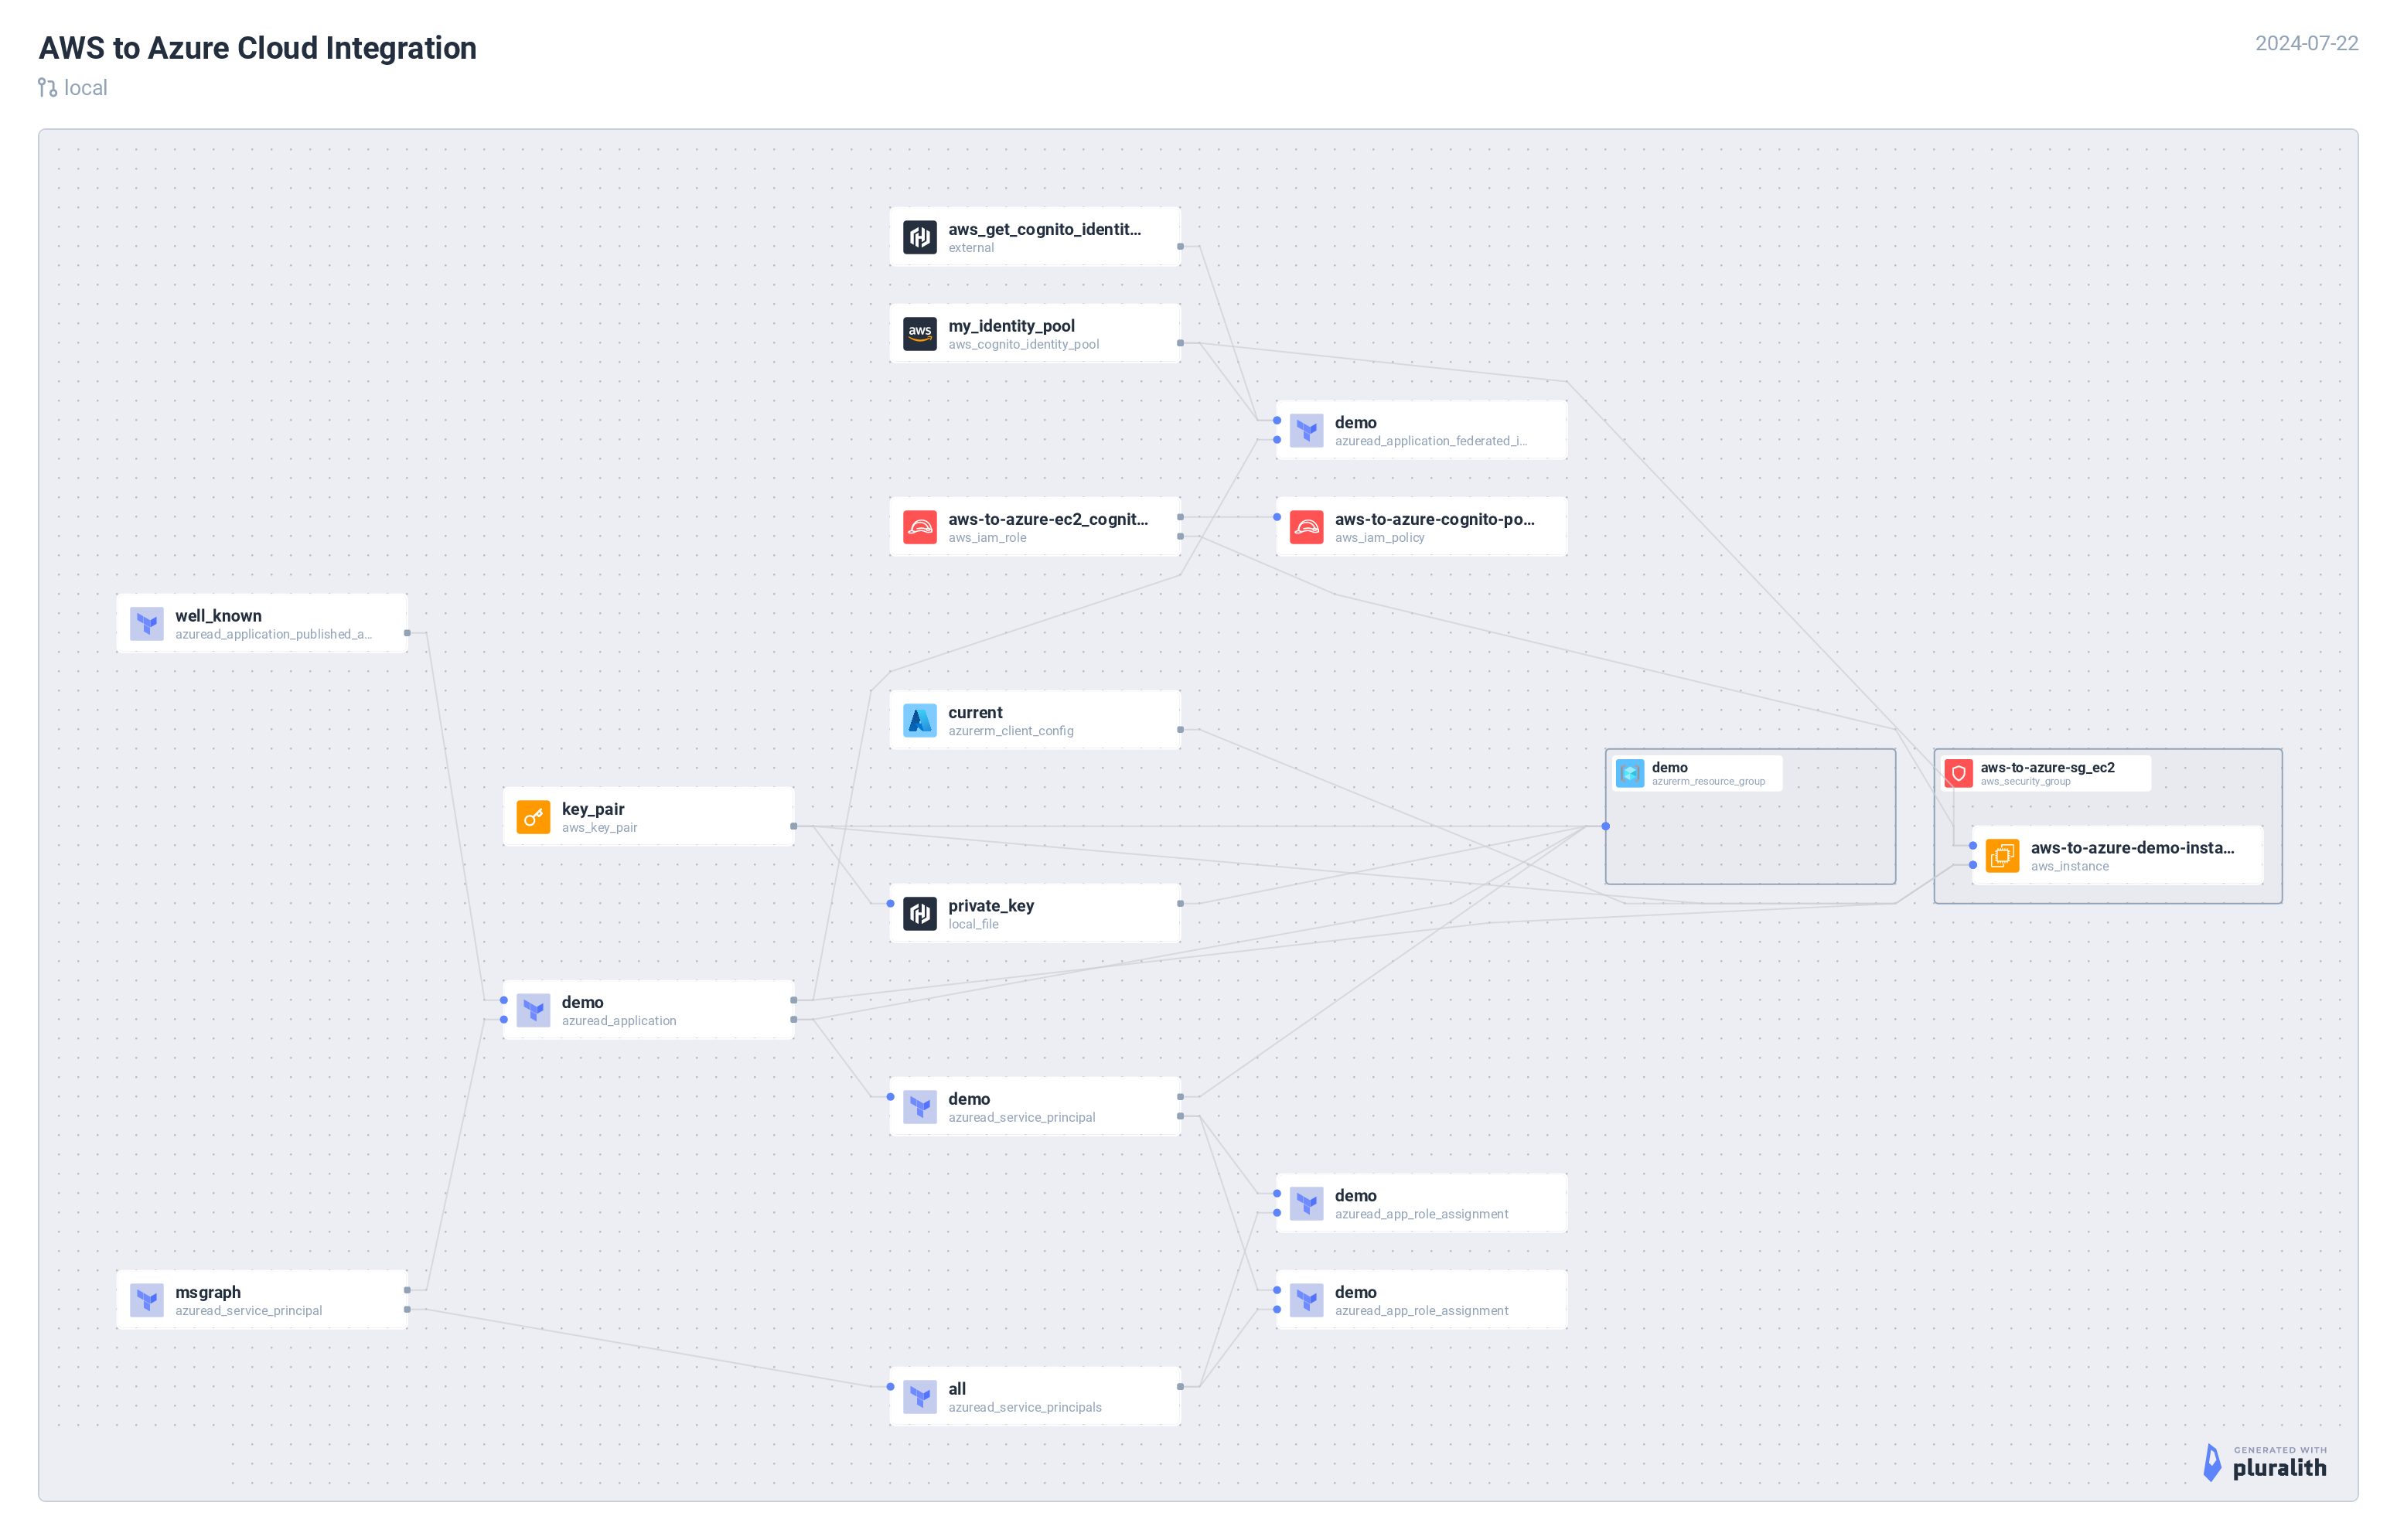 AWS to Azure Cloud Integration
2024-07-22
local
aws_get_cognito_identit...
external
aws
my_identity_pool
aws_cognito_identity_pool
demo
azuread_application_federated_i...
aws-to-azure-ec2_cognit...
aws_iam_role
aws-to-azure-cognito-po...
aws_iam_policy
well_known
azuread_application_published_a...
current
azurerm_client_config
demo
azurerm_resource_group
aws-to-azure-sg_ec2
aws_security_group
key_pair
aws_key_pair
aws-to-azure-demo-insta...
aws_instance
private_key
local_file
demo
azuread_application
demo
azuread_service_principal
demo
azuread_app_role_assignment
msgraph
azuread_service_principal
demo
azuread_app_role_assignment
all
azuread_service_principals
GENERATED WITH
pluralith